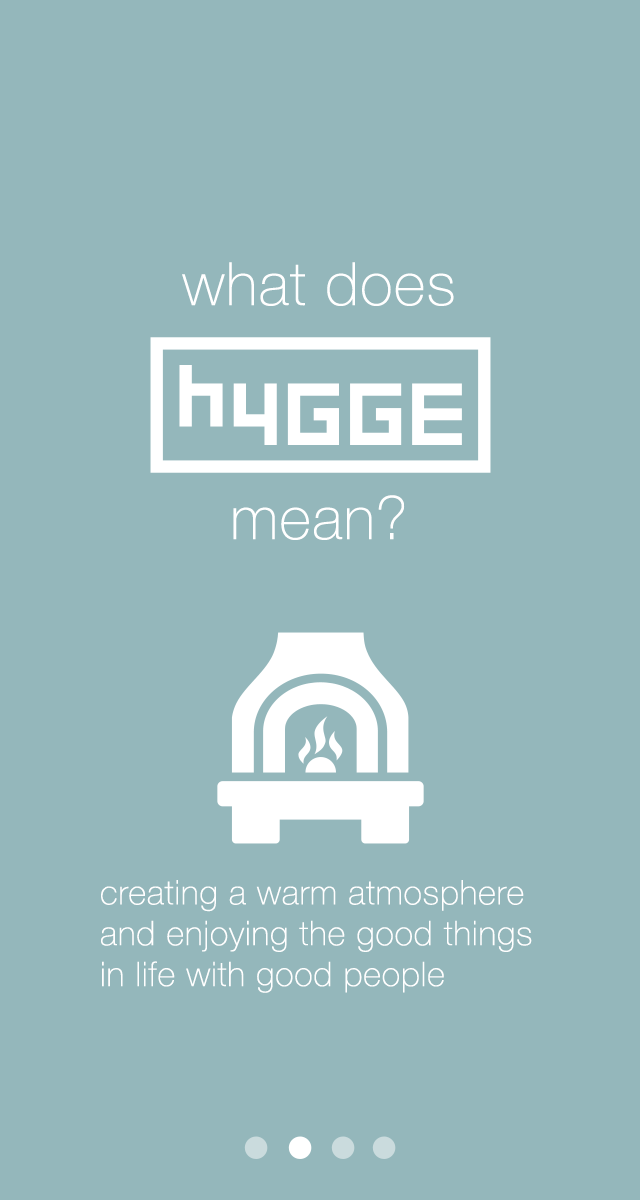 what does
hyGGE
mean?
creating a warm atmosphere
and enjoying the good things
in life with good people